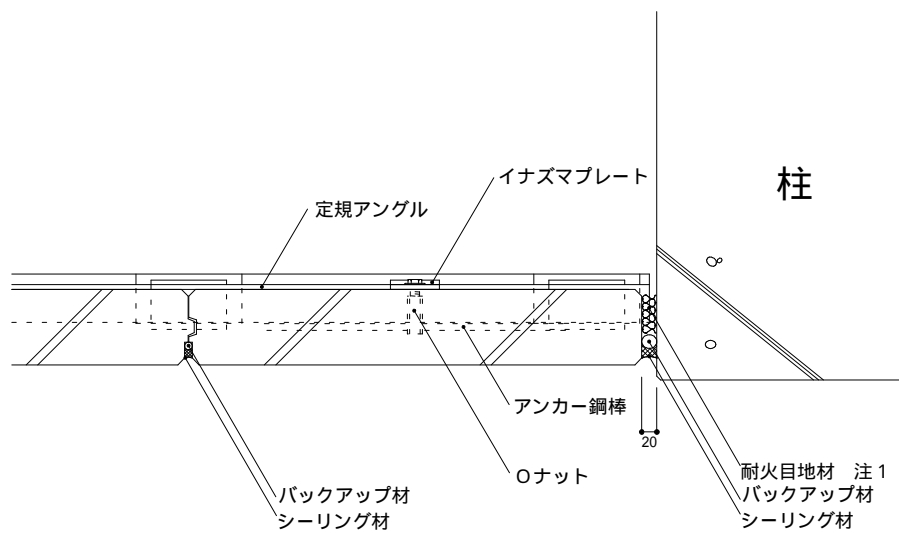 イナズマプレート
柱
定規アングル
アンカー鋼棒
20
Oナット
耐火目地材　注1
バックアップ材
シーリング材
バックアップ材
シーリング材